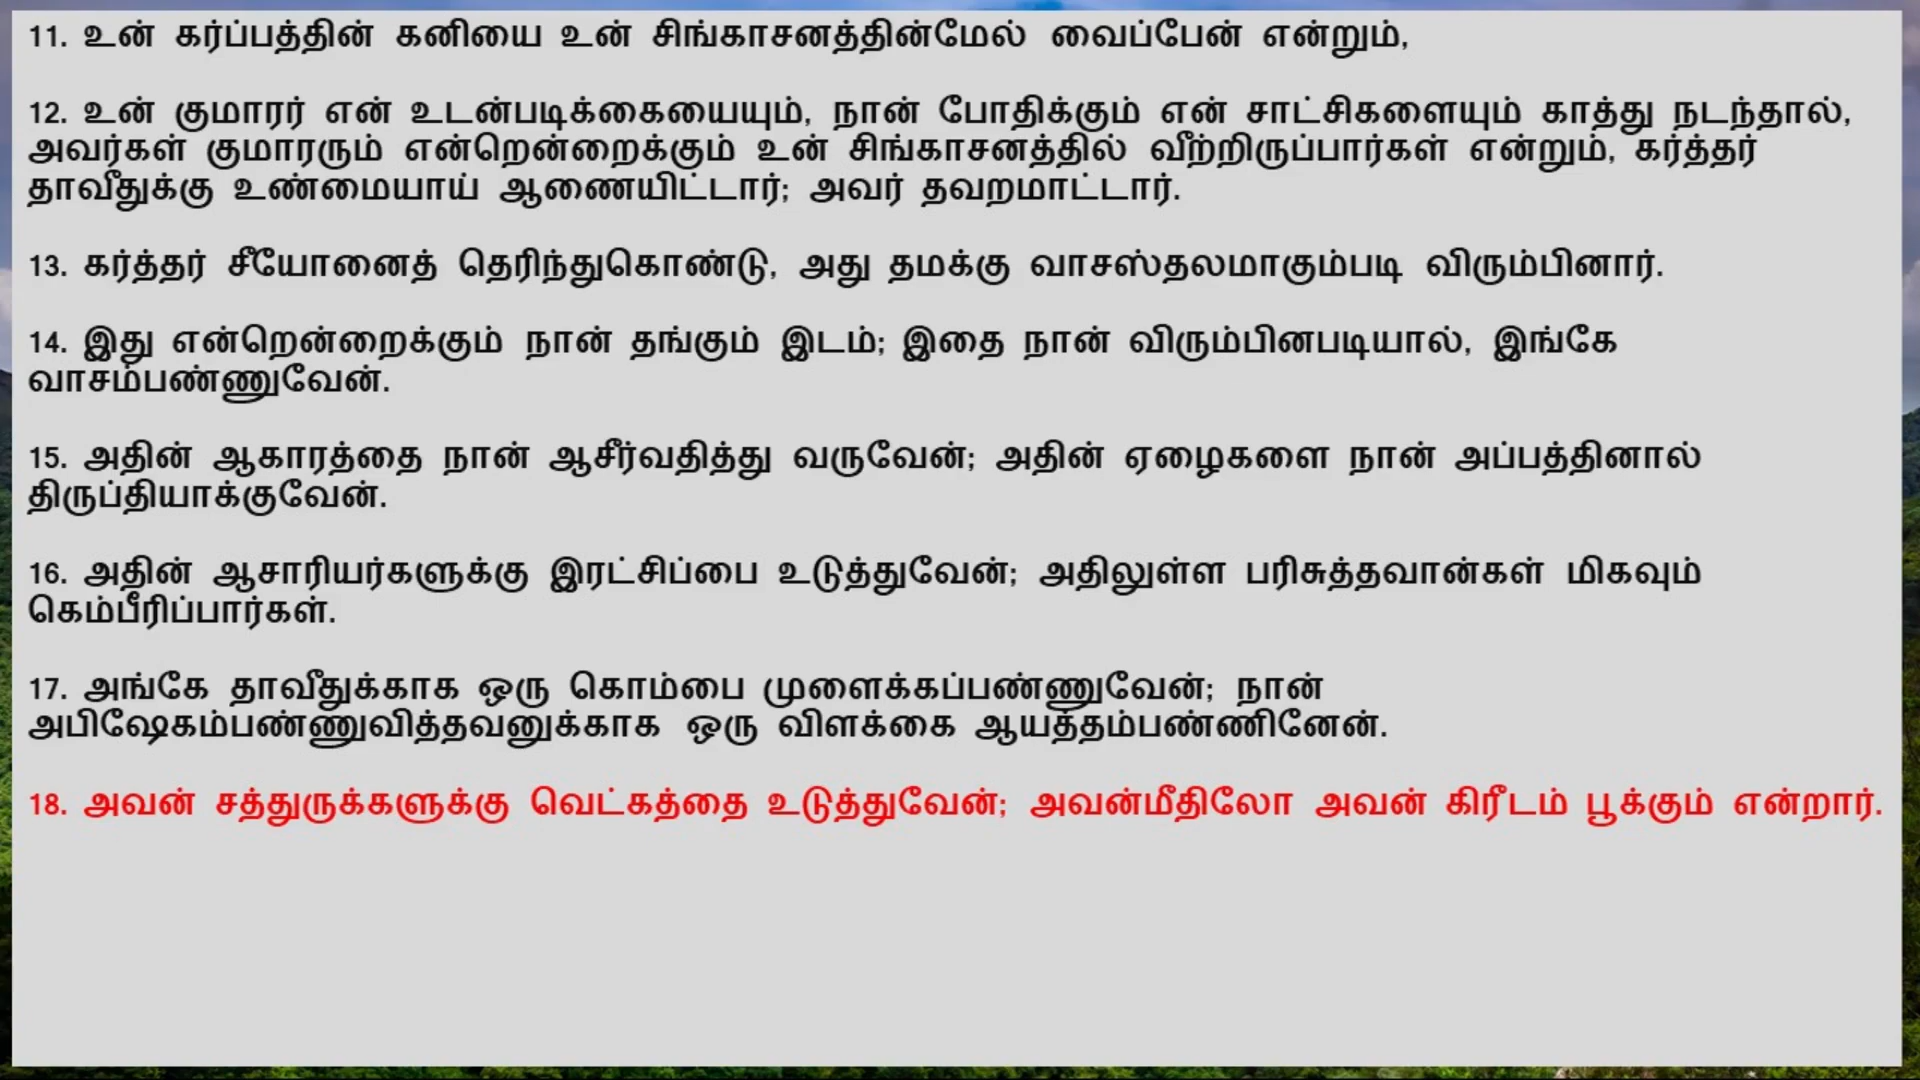 11. உன் கர்ப்பத்தின் கனியை உன் சிங்காசனத்தின்மேல் வைப்பேன் என்றும்,
12. உன் குமாரர் என் உடன்படிக்கையையும், நான் போதிக்கும் என் சாட்சிகளையும் காத்து நடந்தால்,
அவர்கள் குமாரரும் என்றென்றைக்கும் உன் சிங்காசனத்தில் வீற்றிருப்பார்கள் என்றும், கர்த்தர்
தாவீதுக்கு உண்மையாய் ஆணையிட்டார்; அவர் தவறமாட்டார்.
13. கர்த்தர் சீயோனைத் தெரிந்துகொண்டு, அது தமக்கு வாசஸ்தலமாகும்படி விரும்பினார்.
14. இது என்றென்றைக்கும் நான் தங்கும் இடம்; இதை நான் விரும்பினபடியால், இங்கே
வாசம்பண்ணுவேன்.
15. அதின் ஆகாரத்தை நான் ஆசீர்வதித்து வருவேன்; அதின் ஏழைகளை நான் அப்பத்தினால்
திருப்தியாக்குவேன்.
16. அதின் ஆசாரியர்களுக்கு இரட்சிப்பை உடுத்துவேன்; அதிலுள்ள பரிசுத்தவான்கள் மிகவும்
கெம்பீரிப்பார்கள்.
17. அங்கே தாவீதுக்காக ஒரு கொம்பை முளைக்கப்பண்ணுவேன்; நான்
அபிஷேகம்பண்ணுவித்தவனுக்காக ஒரு விளக்கை ஆயத்தம்பண்ணினேன்.
18. அவன் சத்துருக்களுக்கு வெட்கத்தை உடுத்துவேன்; அவன்மீதிலோ அவன் கிரீடம் பூக்கும் என்றார்.